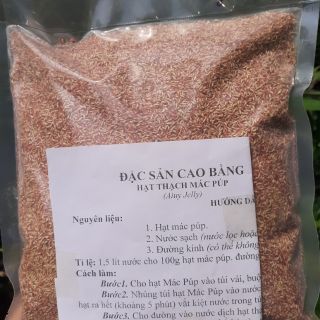 ĐẶC SẢN CAO BẰNG
HẠT THẠCH MÁC PÚP
(Aiuy Jelly)
HƯỚNG DẪ
Nguyên liệu:
1. Hạt mác púp.
2. Nước sạch (nước lọc hoặc
3. Đường kính (có thể không
Tỉ lệ: 1,5 lít nước cho 100g hạt mác púp. đường
Cách làm:
Bước1. Cho hạt Mác Púp vào túi vải, buộ
Bước2. Nhúng túi hạt Mác Púp vào nước
hạt ra hết (khoảng 5 phút) vắt kiệt nước trong tú
Bước3. Cho đường vào nước dịch hạt th